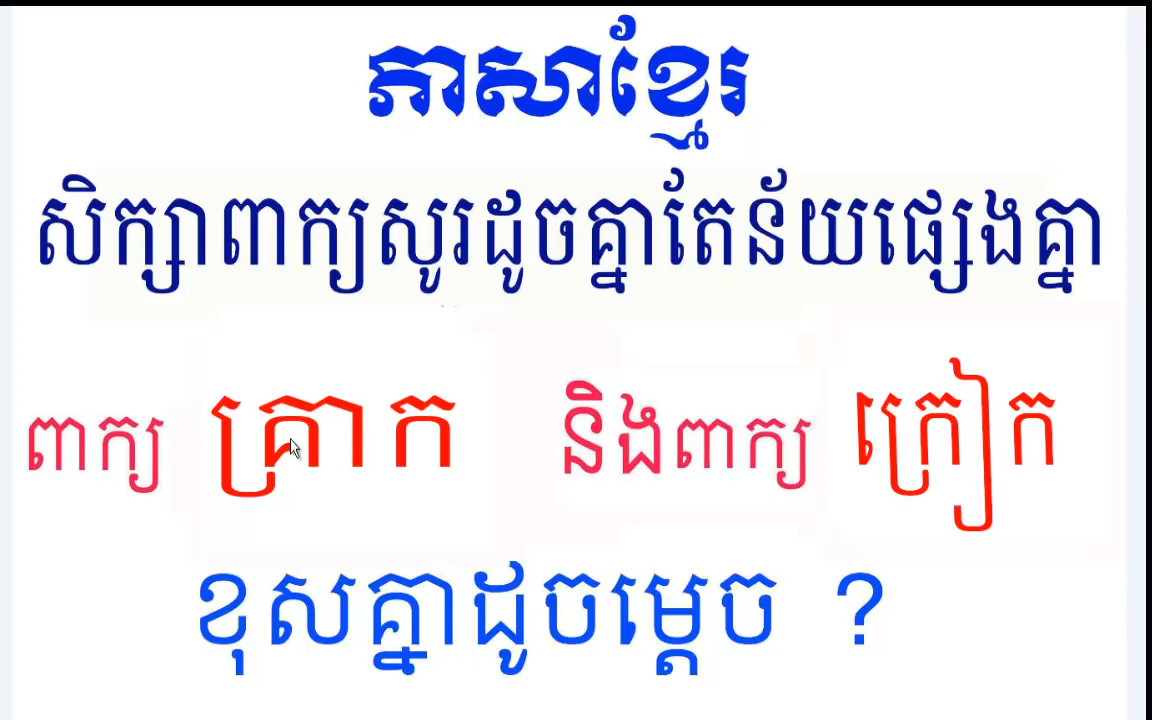 ភាសាខ្មែរ
សិក្សាពាក្យសូរដូចគ្នាតែន័យផ្សេងគ្នា
ពាក្យ គ្រាក និងពាក្យ ក្រៀក
ខុសគ្នាដូចម្តេច ?